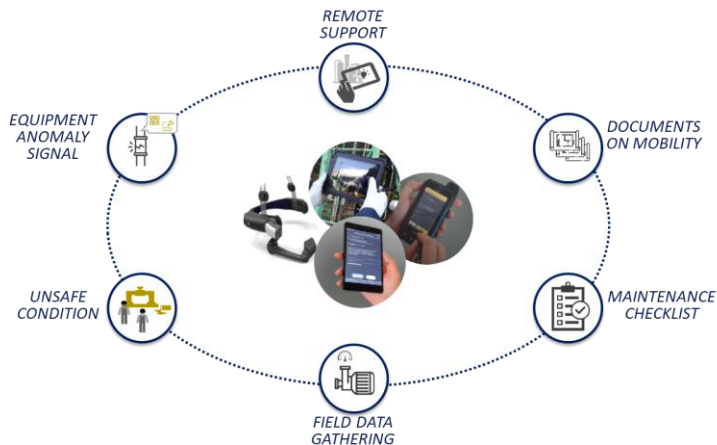 REMOTE
SUPPORT
EQUIPMENT
ANOMALY
SIGNAL
DOCUMENTS
ON MOBILITY
UNSAFE
CONDITION
MAINTENANCE
CHECKLIST
FIELD DATA
GATHERING